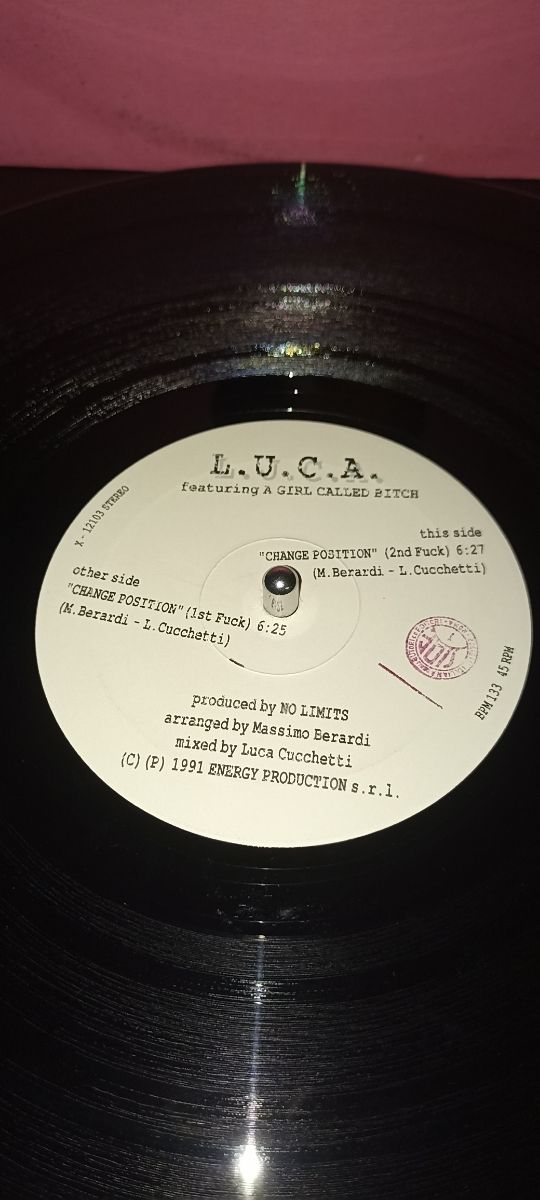 L.U.C.A.
featuring A GIRL CALLED BITCH
X - 12103 STEREO
this side
"CHANGE POSITION" (2nd Fuck) 6:27
(M.Berardi - L.Cucchetti)
other side
"CHANGE POSITION"(1st Fuck) 6:25
(M.Berardi - L.Cucchetti)
BPM 133 45 RPM
produced by NO LIMITS
arranged by Massimo Berardi
mixed by Luca Cucchetti
(C) (P) 1991 ENERGY PRODUCTION s.r.l.